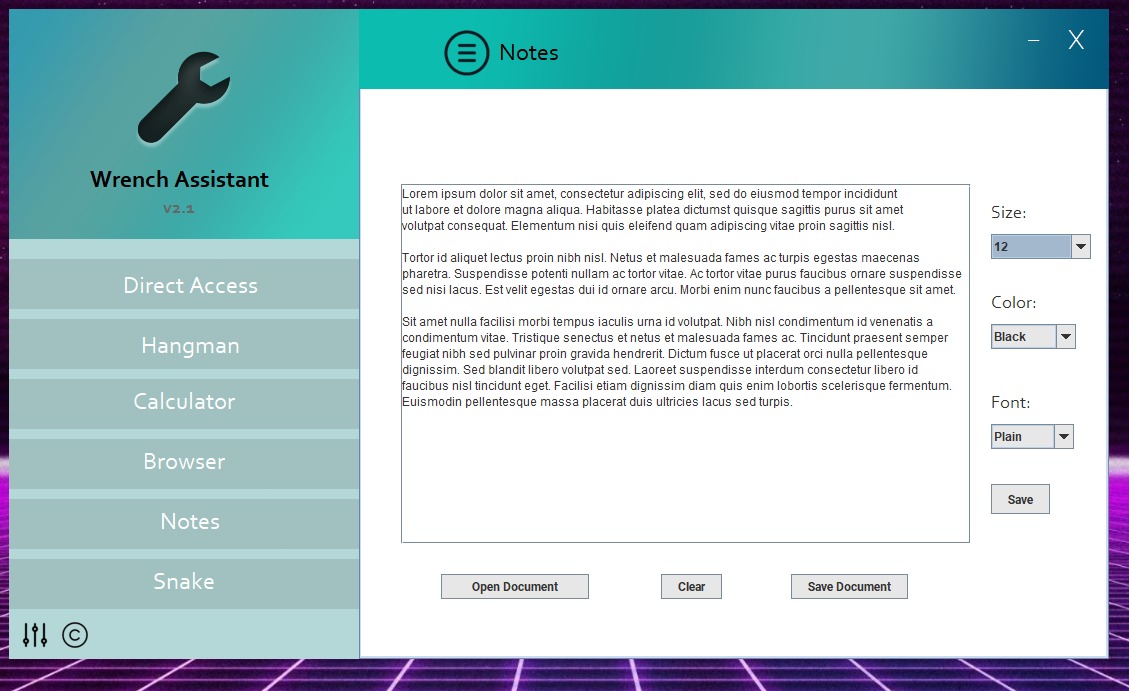 Wrench Assistant
v2.1
Direct Access
Hangman
Calculator
Browser
Notes
Snake
©
Notes
– X
Lorem ipsum dolor sit amet, consectetur adipiscing elit, sed do eiusmod tempor incididunt
ut labore et dolore magna aliqua. Habitasse platea dictumst quisque sagittis purus sit amet
volutpat consequat. Elementum nisi quis eleifend quam adipiscing vitae proin sagittis nisl.
Tortor id aliquet lectus proin nibh nisl. Netus et malesuada fames ac turpis egestas maecenas
pharetra. Suspendisse potenti nullam ac tortor vitae. Ac tortor vitae purus faucibus ornare suspendisse
sed nisi lacus. Est velit egestas dui id ornare arcu. Morbi enim nunc faucibus a pellentesque sit amet.
Sit amet nulla facilisi morbi tempus iaculis urna id volutpat. Nibh nisl condimentum id venenatis a
condimentum vitae. Tristique senectus et netus et malesuada fames ac. Tincidunt praesent semper
feugiat nibh sed pulvinar proin gravida hendrerit. Dictum fusce ut placerat orci nulla pellentesque
dignissim. Sed blandit libero volutpat sed. Laoreet suspendisse interdum consectetur libero id
faucibus nisl tincidunt eget. Facilisi etiam dignissim diam quis enim lobortis scelerisque fermentum.
Euismodin pellentesque massa placerat duis ultricies lacus sed turpis.
Size:
12
Color:
Black
Font:
Plain
Save
Open Document
Clear
Save Document